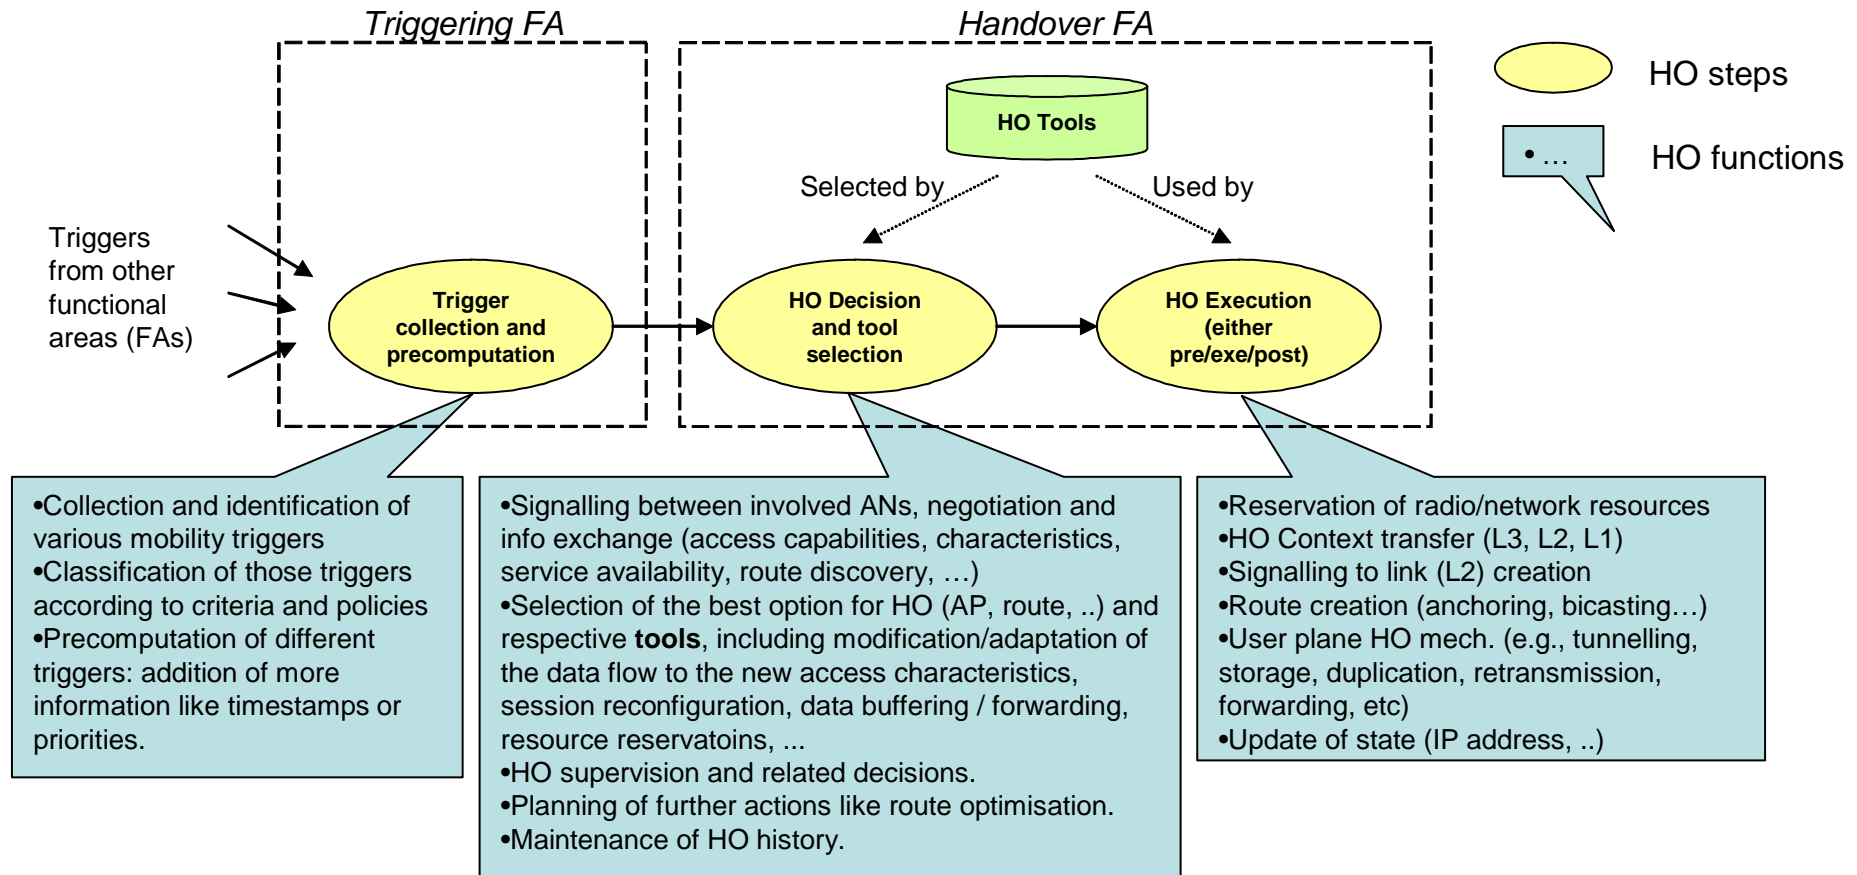 Triggering FA
Handover FA
HO steps
• ...
HO functions
HO Tools
Selected by
Used by
Triggers
from other
functional
areas (FAs)
Trigger
collection and
precomputation
HO Decision
and tool
selection
HO Execution
(either
pre/exe/post)
•Collection and identification of
various mobility triggers
•Classification of those triggers
according to criteria and policies
•Precomputation of different
triggers: addition of more
information like timestamps or
priorities.
•Signalling between involved ANs, negotiation and
info exchange (access capabilities, characteristics,
service availability, route discovery, …)
•Selection of the best option for HO (AP, route, ..) and
respective tools, including modification/adaptation of
the data flow to the new access characteristics,
session reconfiguration, data buffering / forwarding,
resource reservatoins, ...
•HO supervision and related decisions.
•Planning of further actions like route optimisation.
•Maintenance of HO history.
•Reservation of radio/network resources
•HO Context transfer (L3, L2, L1)
•Signalling to link (L2) creation
•Route creation (anchoring, bicasting…)
•User plane HO mech. (e.g., tunnelling,
storage, duplication, retransmission,
forwarding, etc)
•Update of state (IP address, ..)